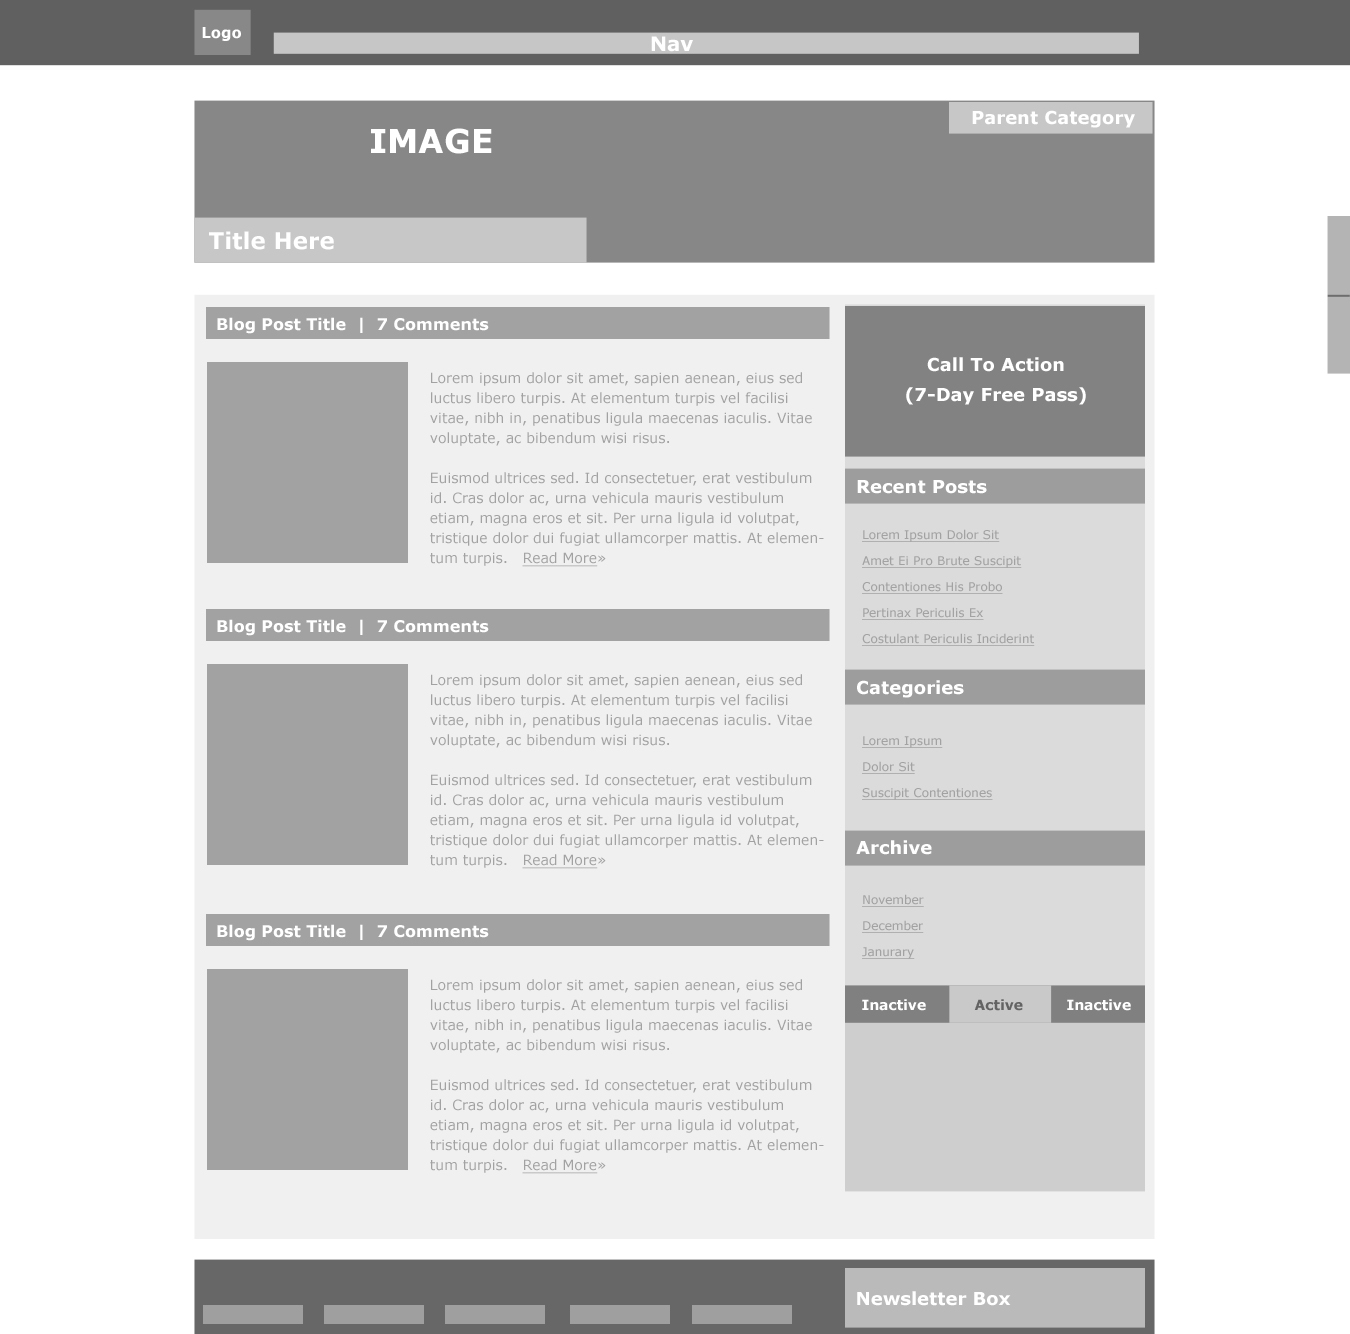 Logo
Nav
IMAGE
Parent Category
Title Here
Blog Post Title | 7 Comments
Lorem ipsum dolor sit amet, sapien aenean, eius sed
luctus libero turpis. At elementum turpis vel facilisi
vitae, nibh in, penatibus ligula maecenas iaculis. Vitae
voluptate, ac bibendum wisi risus.
Euismod ultrices sed. Id consectetuer, erat vestibulum
id. Cras dolor ac, urna vehicula mauris vestibulum
etiam, magna eros et sit. Per urna ligula id volutpat,
tristique dolor dui fugiat ullamcorper mattis. At elemen-
tum turpis. Read More»
Blog Post Title | 7 Comments
Lorem ipsum dolor sit amet, sapien aenean, eius sed
luctus libero turpis. At elementum turpis vel facilisi
vitae, nibh in, penatibus ligula maecenas iaculis. Vitae
voluptate, ac bibendum wisi risus.
Euismod ultrices sed. Id consectetuer, erat vestibulum
id. Cras dolor ac, urna vehicula mauris vestibulum
etiam, magna eros et sit. Per urna ligula id volutpat,
tristique dolor dui fugiat ullamcorper mattis. At elemen-
tum turpis. Read More»
Blog Post Title | 7 Comments
Lorem ipsum dolor sit amet, sapien aenean, eius sed
luctus libero turpis. At elementum turpis vel facilisi
vitae, nibh in, penatibus ligula maecenas iaculis. Vitae
voluptate, ac bibendum wisi risus.
Euismod ultrices sed. Id consectetuer, erat vestibulum
id. Cras dolor ac, urna vehicula mauris vestibulum
etiam, magna eros et sit. Per urna ligula id volutpat,
tristique dolor dui fugiat ullamcorper mattis. At elemen-
tum turpis. Read More»
Call To Action
(7-Day Free Pass)
Recent Posts
Lorem Ipsum Dolor Sit
Amet Ei Pro Brute Suscipit
Contentiones His Probo
Pertinax Periculis Ex
Costulant Periculis Inciderint
Categories
Lorem Ipsum
Dolor Sit
Suscipit Contentiones
Archive
November
December
Janurary
Inactive Active Inactive
Newsletter Box